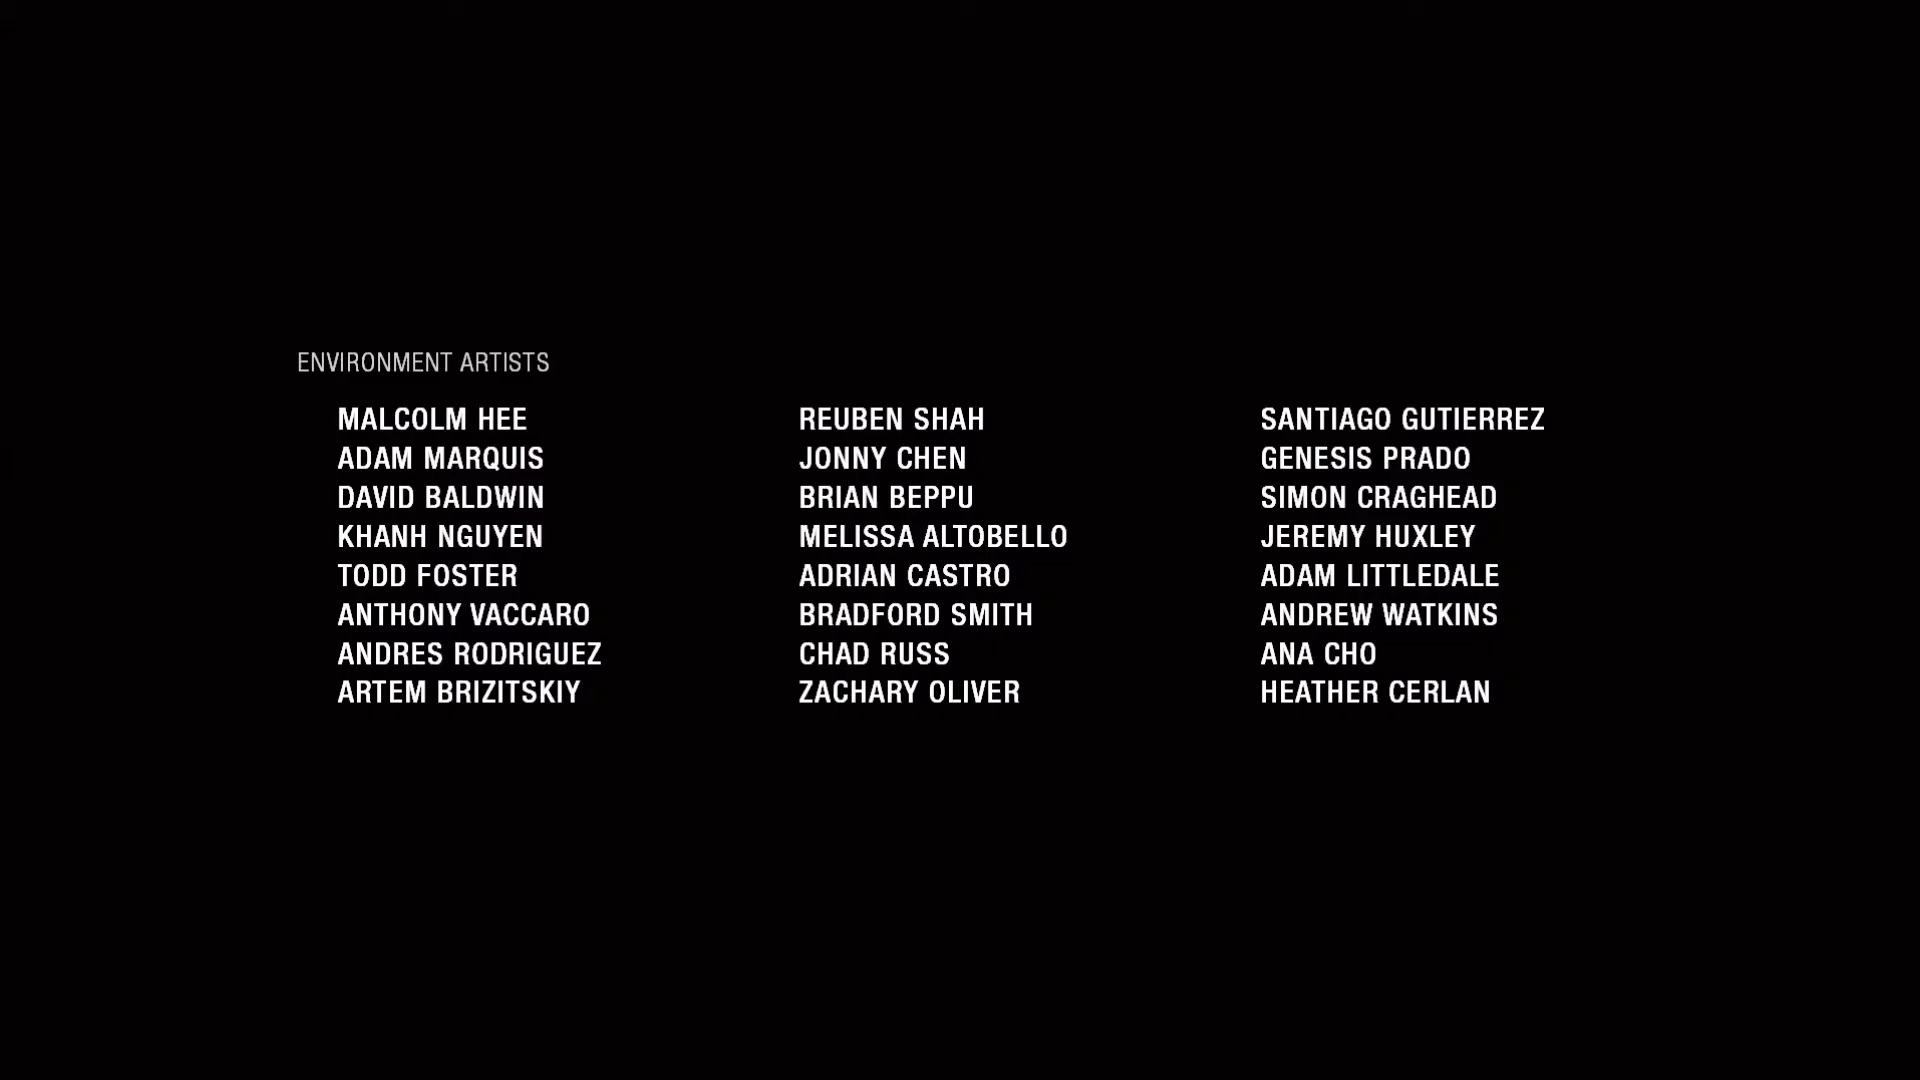 ENVIRONMENT ARTISTS
MALCOLM HEE
ADAM MARQUIS
DAVID BALDWIN
KHANH NGUYEN
TODD FOSTER
ANTHONY VACCARO
ANDRES RODRIGUEZ
ARTEM BRIZITSKIY
REUBEN SHAH
JONNY CHEN
BRIAN BEPPU
MELISSA ALTOBELLO
ADRIAN CASTRO
BRADFORD SMITH
CHAD RUSS
ZACHARY OLIVER
SANTIAGO GUTIERREZ
GENESIS PRADO
SIMON CRAGHEAD
JEREMY HUXLEY
ADAM LITTLEDALE
ANDREW WATKINS
ANA CHO
HEATHER CERLAN